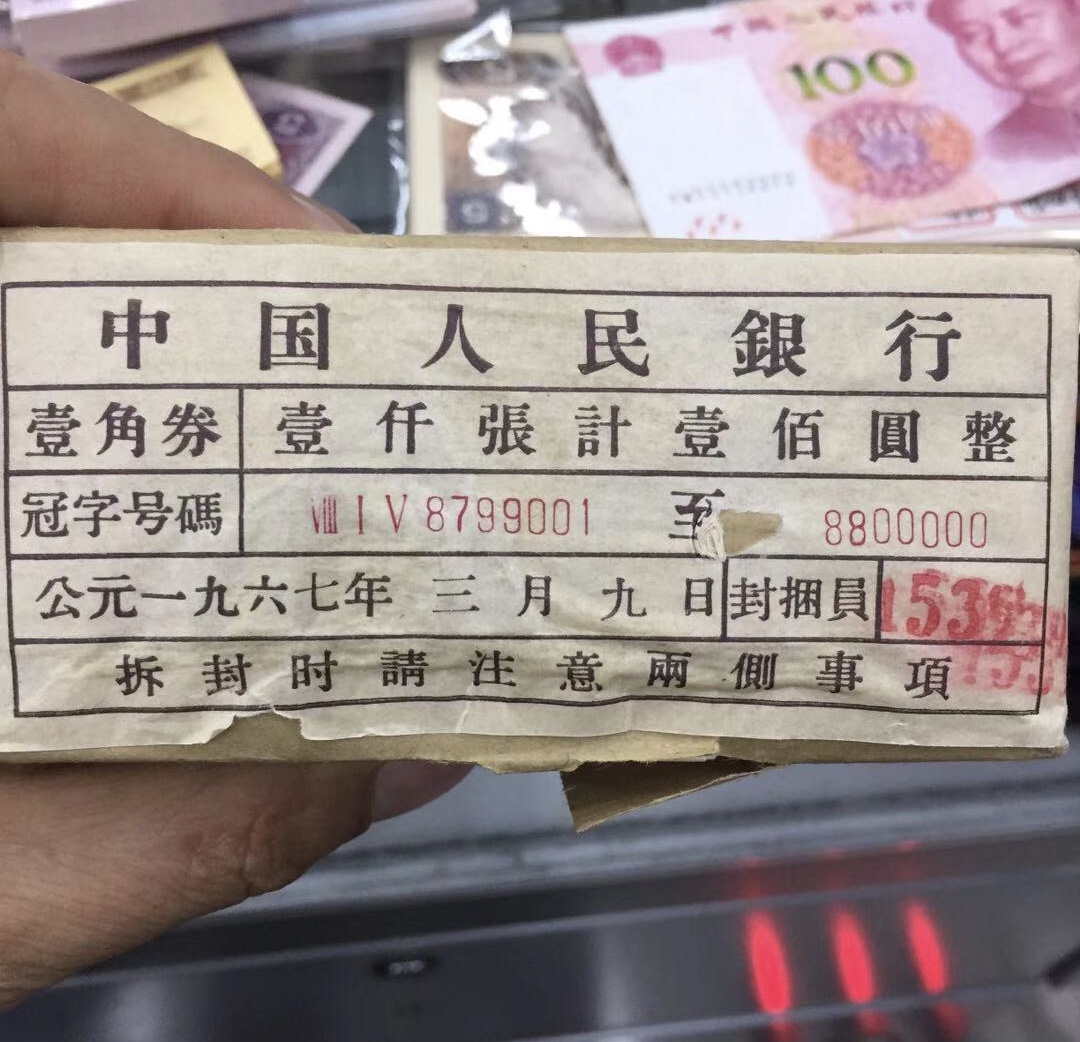 100
中国人民銀行
壹角券 壹仟張計壹佰圓整
冠字号碼 ⅧⅠⅤ 8799001 至 8800000
公元一九六七年 三月九日 封捆員
拆封时請注意兩側事項